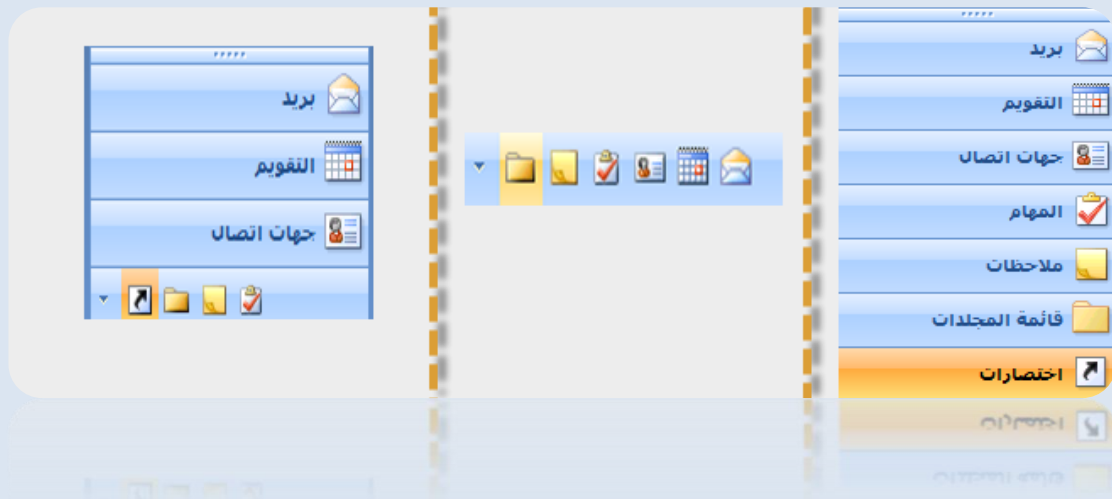 بريد
التقويم
جهات اتصال
المهام
ملاحظات
قائمة المجلدات
اختصارات
بريد
التقويم
جهات اتصال